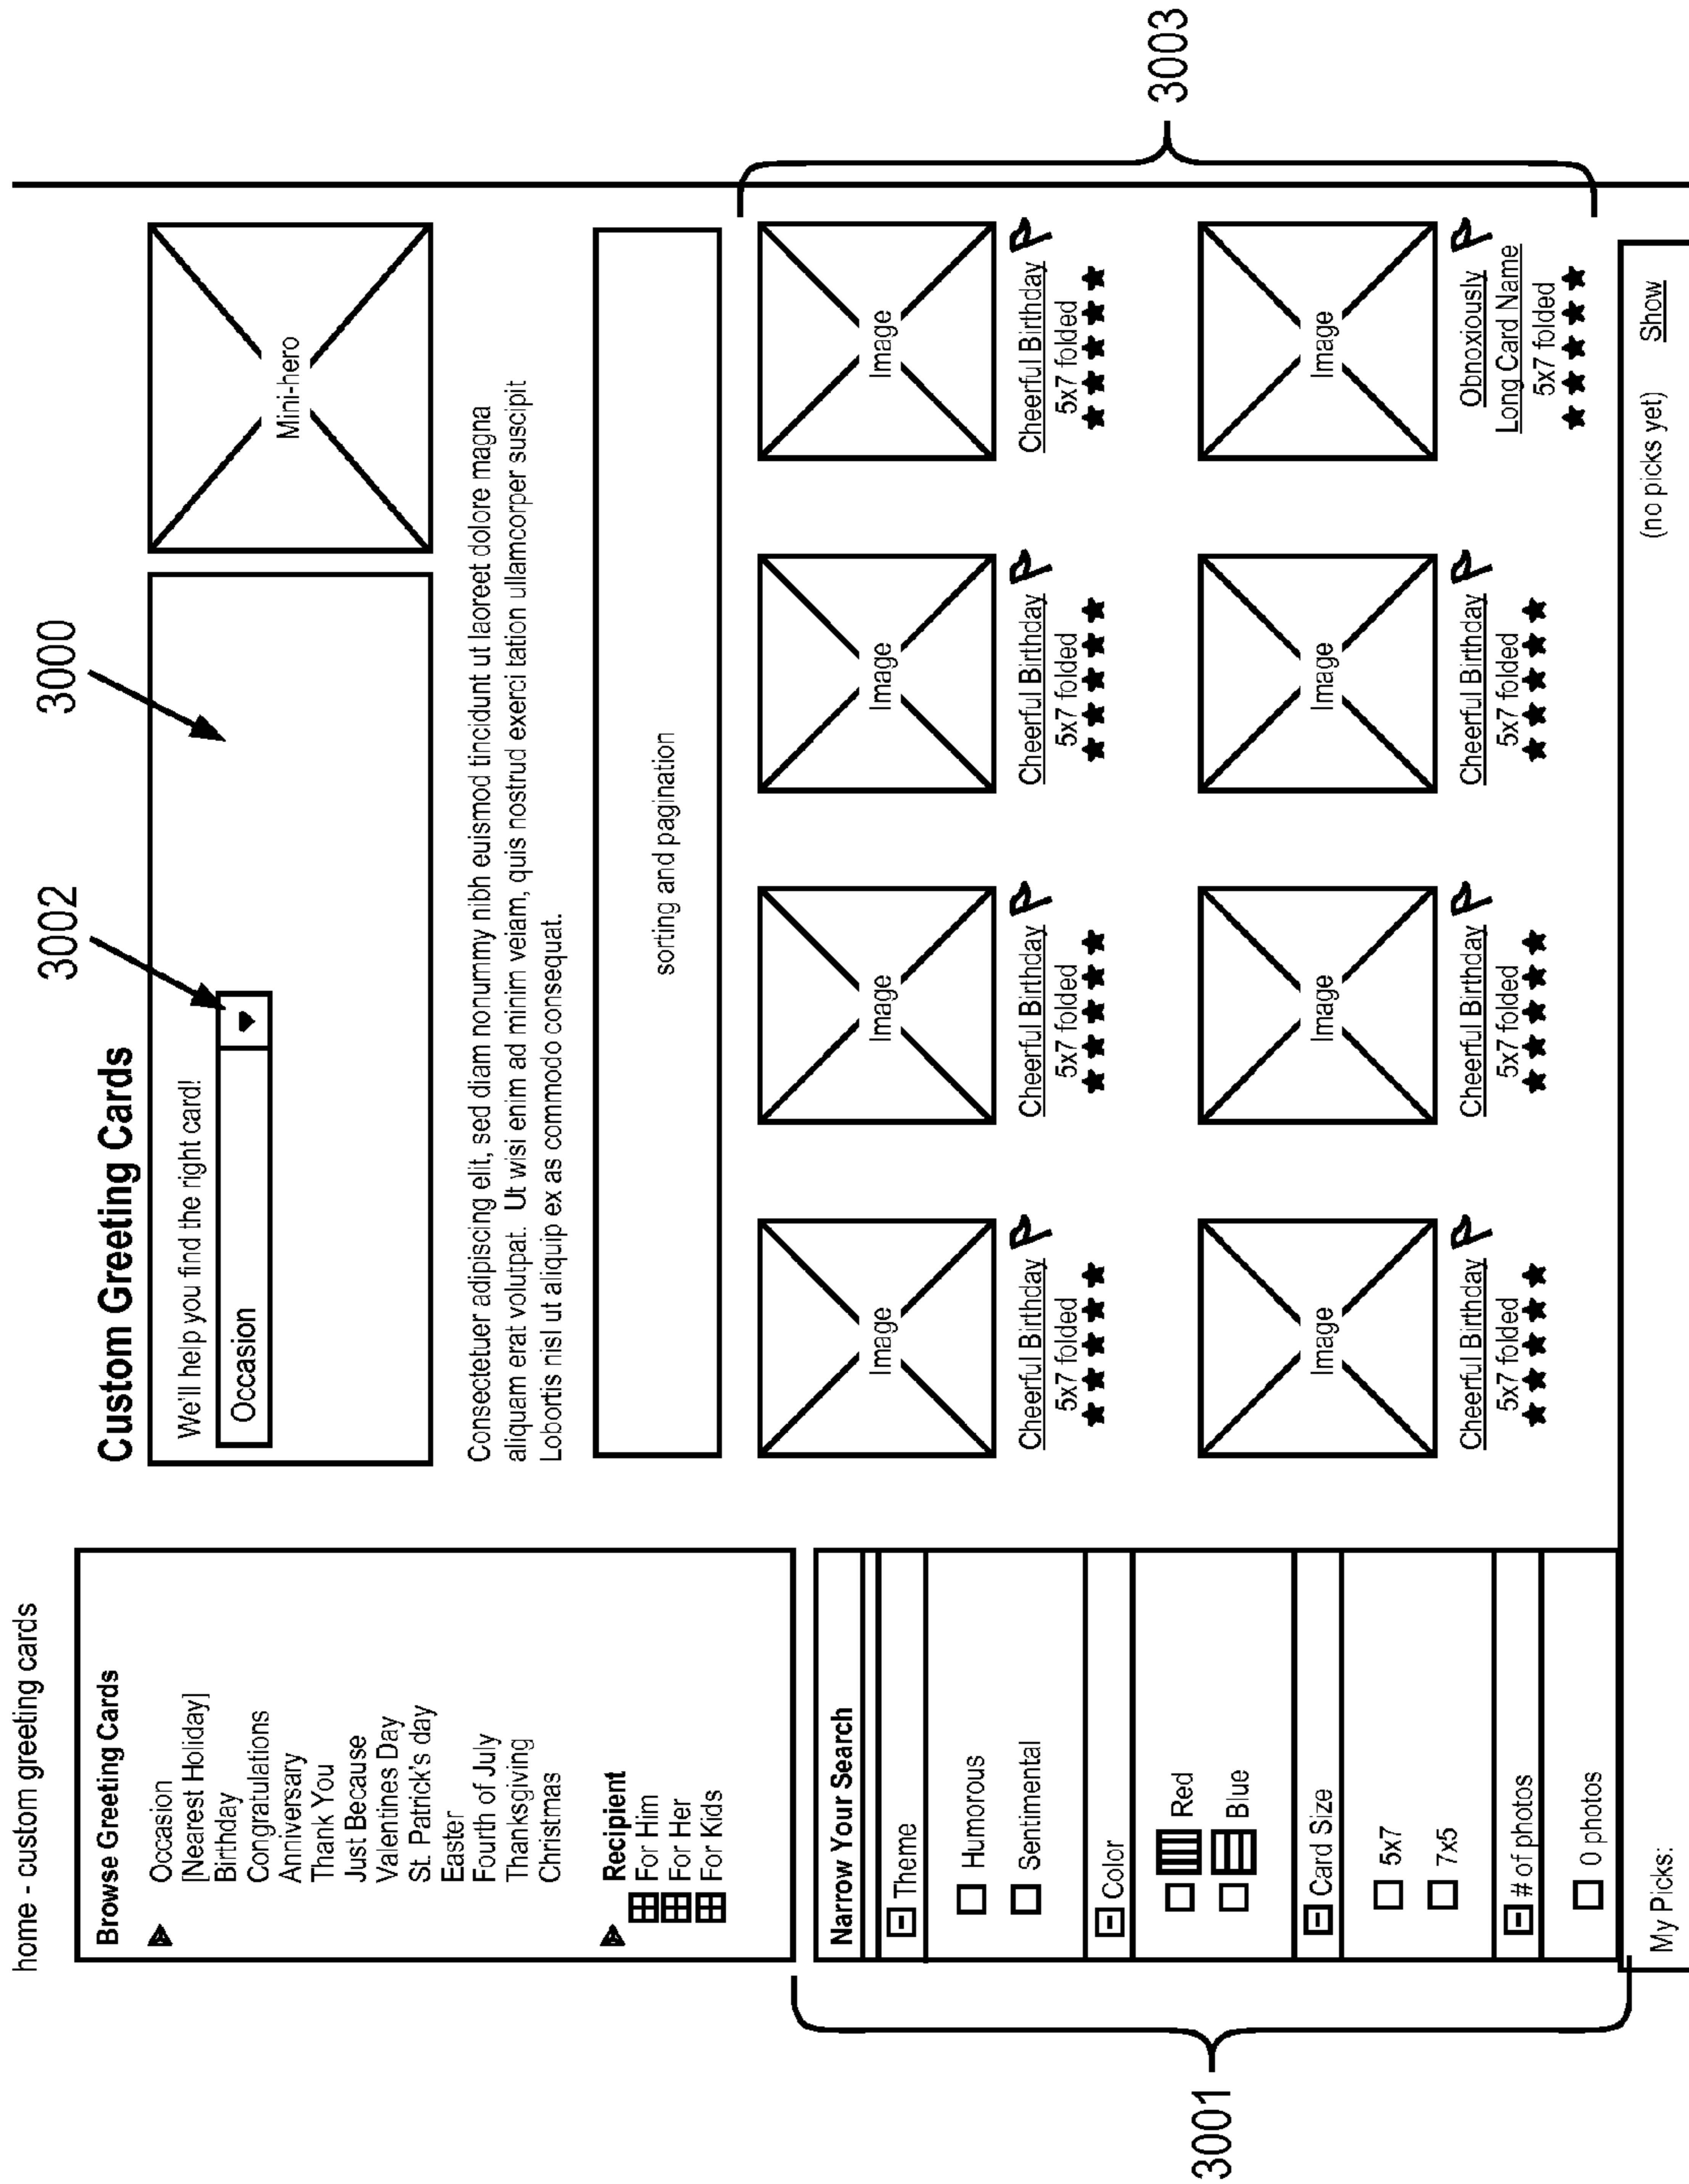 home - custom greeting cards
3000
3002
Custom Greeting Cards
Browse Greeting Cards
Occasion
[Nearest Holiday]
Birthday
Congratulations
Anniversary
Thank You
Just Because
Valentines Day
St. Patrick's day
Easter
Fourth of July
Thanksgiving
Christmas
Recipient
For Him
For Her
For Kids
We'll help you find the right card!
Occasion
Mini-hero
Consectetuer adipiscing elit, sed diam nonummy nibh euismod tincidunt ut laoreet dolore magna
aliquam erat volutpat. Ut wisi enim ad minim veiam, quis nostrud exerci tation ullamcorper suscipit
Lobortis nisl ut aliquip ex as commodo consequat.
sorting and pagination
Narrow Your Search
Theme
Humorous
Sentimental
Color
Red
Blue
Card Size
5x7
7x5
# of photos
0 photos
3001
Image Image Image Image
Cheerful Birthday Cheerful Birthday Cheerful Birthday Cheerful Birthday
5x7 folded 5x7 folded 5x7 folded 5x7 folded
3003
Image Image Image Image
Cheerful Birthday Cheerful Birthday Cheerful Birthday Obnoxiously
Long Card Name
5x7 folded 5x7 folded 5x7 folded 5x7 folded
My Picks: (no picks yet) Show